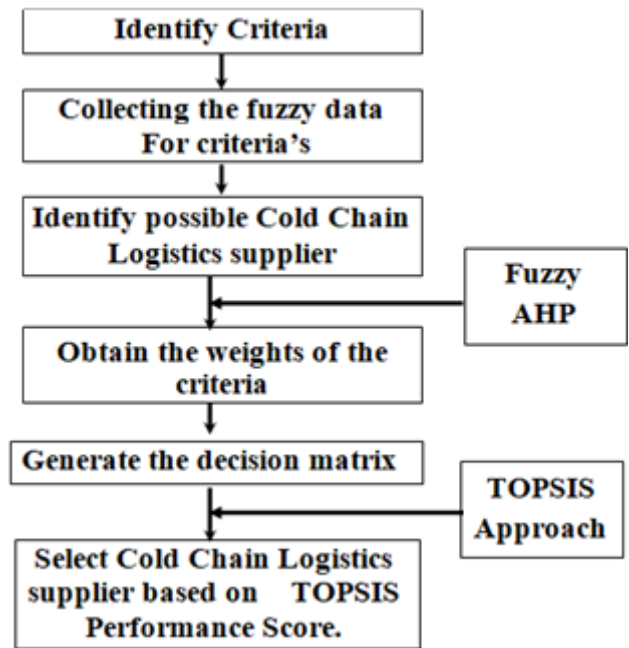 Identify Criteria
Collecting the fuzzy data
For criteria's
Identify possible Cold Chain
Logistics supplier
Fuzzy
AHP
Obtain the weights of the
criteria
Generate the decision matrix
TOPSIS
Approach
Select Cold Chain Logistics
supplier based on TOPSIS
Performance Score.